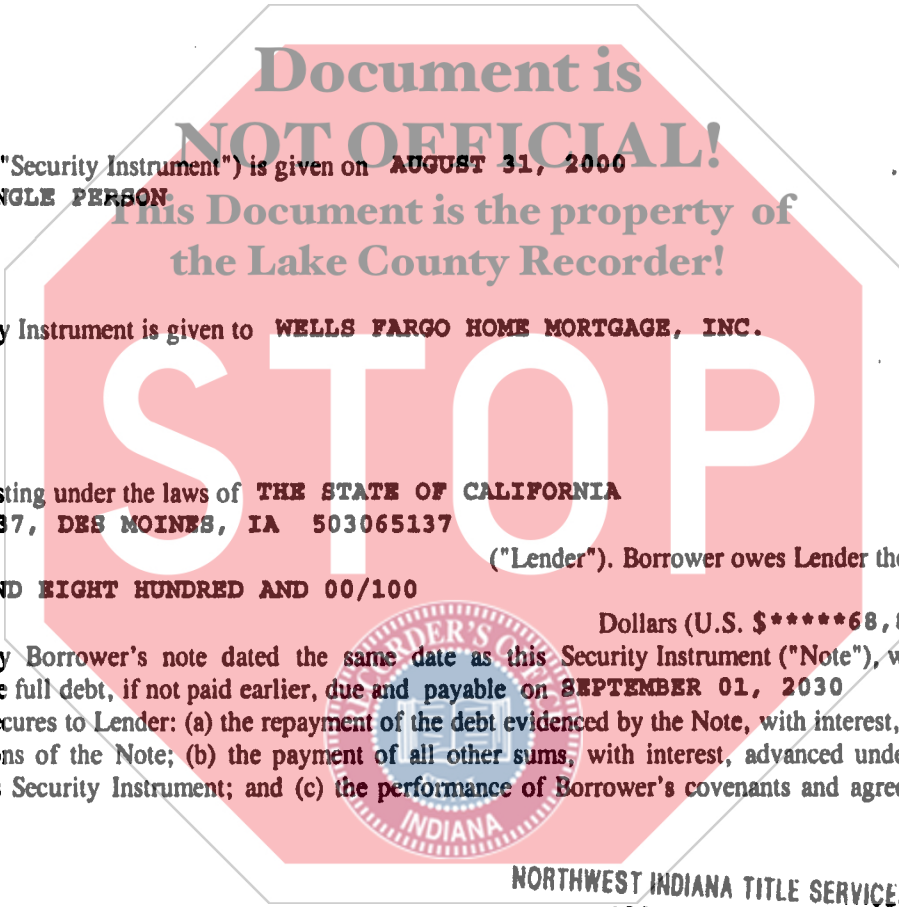 Document is
NOT OFFICIAL!
"Security Instrument") is given on AUGUST 31, 2000
NGLE PERSON
This Document is the property of
the Lake County Recorder!
y Instrument is given to WELLS FARGO HOME MORTGAGE, INC.
STOP
sting under the laws of THE STATE OF CALIFORNIA
37, DES MOINES, IA 503065137
("Lender"). Borrower owes Lender the
ND EIGHT HUNDRED AND 00/100
Dollars (U.S. $*****68,8
y Borrower's note dated the same date as this Security Instrument ("Note"), w
e full debt, if not paid earlier, due and payable on SEPTEMBER 01, 2030
ecures to Lender: (a) the repayment of the debt evidenced by the Note, with interest,
ons of the Note; (b) the payment of all other sums, with interest, advanced unde
s Security Instrument; and (c) the performance of Borrower's covenants and agree
RECORDER'S OFFICE
INDIANA
NORTHWEST INDIANA TITLE SERVICE